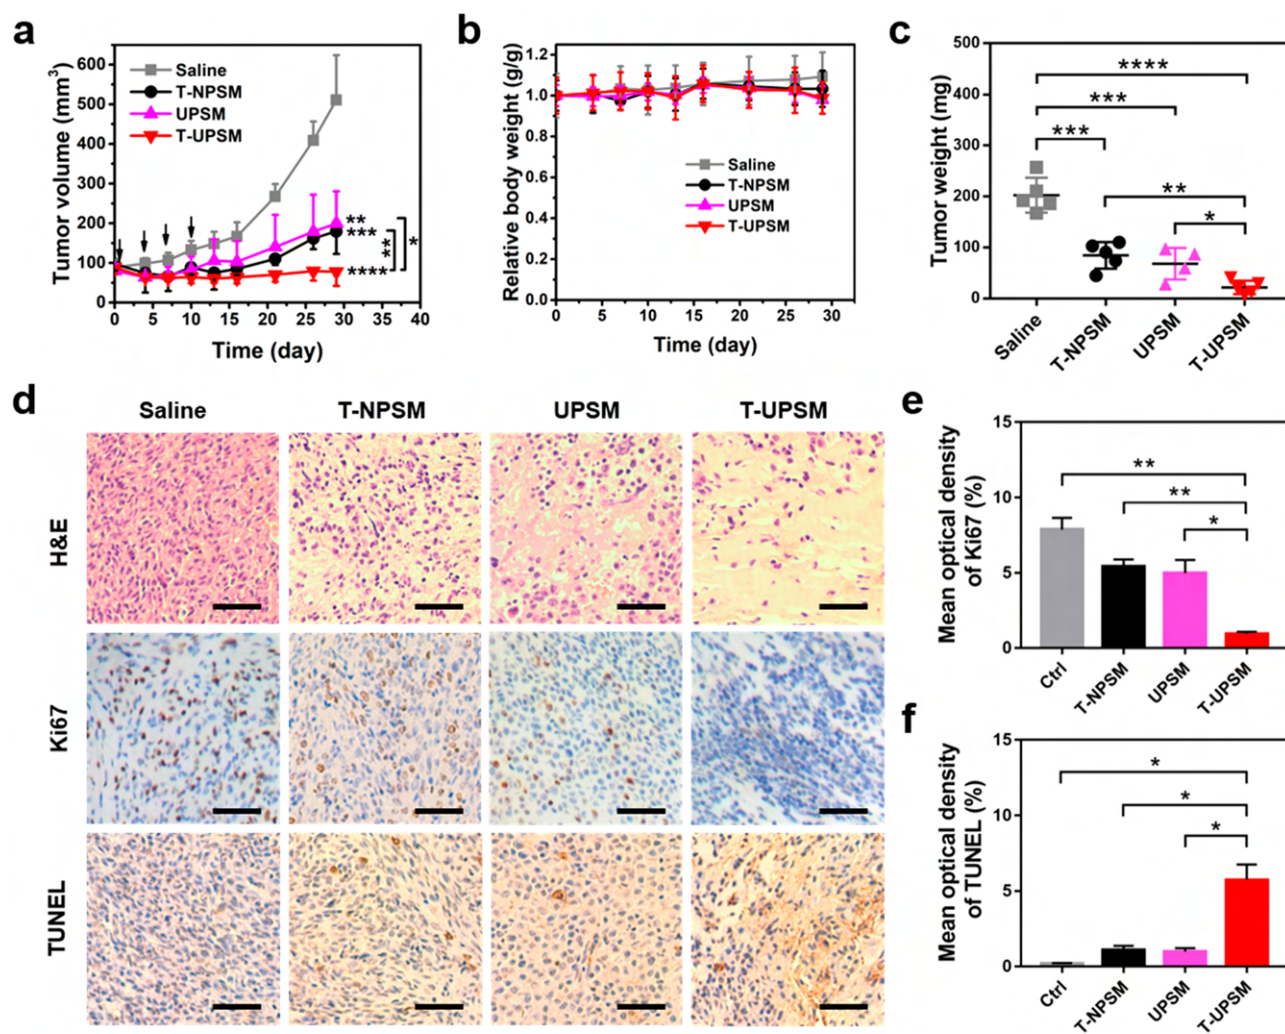 a
Tumor volume (mm³)
600
500
400
300
200
100
0
Saline
T-NPSM
UPSM
T-UPSM
**
***
****
**
*
0 5 10 15 20 25 30 35 40
Time (day)
b
Relative body weight (g/g)
1.2
1.0
0.8
0.6
0.4
0.2
0.0
Saline
T-NPSM
UPSM
T-UPSM
0 5 10 15 20 25 30
Time (day)
c
Tumor weight (mg)
500
400
300
200
100
0
****
***
***
**
*
Saline
T-NPSM
UPSM
T-UPSM
d
Saline T-NPSM UPSM T-UPSM
H&E
Ki67
TUNEL
e
Mean optical density
of Ki67 (%)
15
10
5
0
**
**
*
Ctrl
T-NPSM
UPSM
T-UPSM
f
Mean optical density
of TUNEL (%)
15
10
5
0
*
*
*
Ctrl
T-NPSM
UPSM
T-UPSM